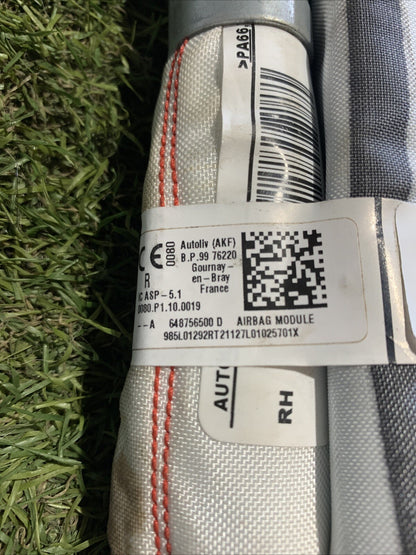 >PA66
CE 0080
Autoliv (AKF)
B.P.99 76220
Gournay-
en-Bray
France
R
IC ASP-5.1
0080.P1.10.0019
--A 648756500 D AIRBAG MODULE
985L01292RT21127L01025701X
AUTO
RH